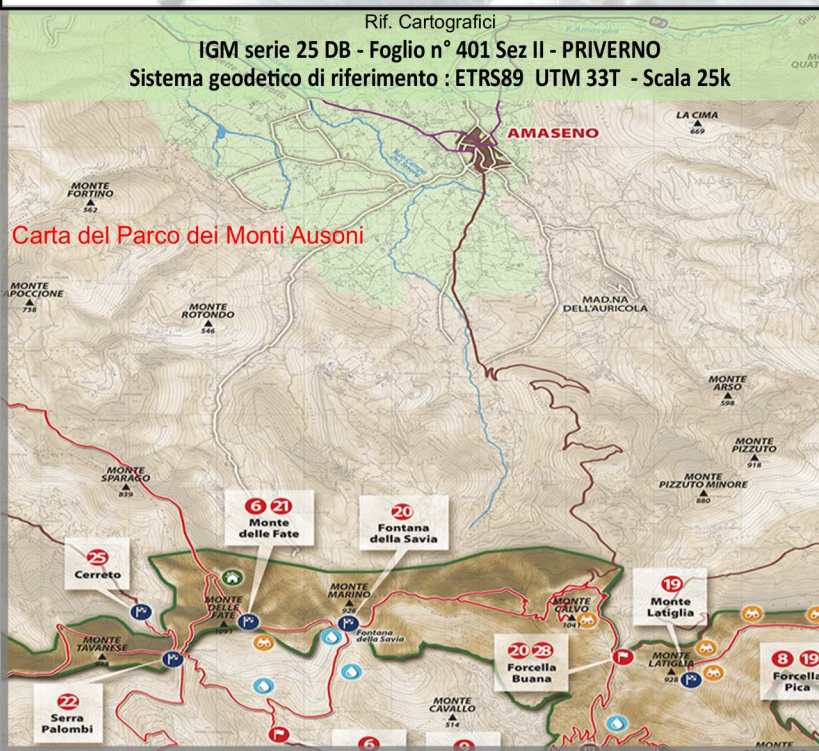 Rif. Cartografici
IGM serie 25 DB - Foglio n° 401 Sez II - PRIVERNO
Sistema geodetico di riferimento : ETRS89 UTM 33T - Scala 25k
F. Amaseno
AMASENO
LA CIMA
669
MONTE
FORTINO
562
Carta del Parco dei Monti Ausoni
MONTE
APOCCIONE
738
MONTE
ROTONDO
546
MAD.NA
DELL'AURICOLA
MONTE
ARSO
598
MONTE
PIZZUTO
918
MONTE
PIZZUTO MINORE
880
MONTE
SPARAGO
839
6 21
Monte
delle Fate
20
Fontana
della Savia
25
Cerreto
19
Monte
Latiglia
MONTE
DELLE
FATE
1091
MONTE
MARINO
926
Fontana
della Savia
MONTE
CALVO
1041
MONTE
TAVANESE
20 28
Forcella
Buana
MONTE
LATIGLIA
928
8 19
Forcella
Pica
22
Serra
Palombi
MONTE
CAVALLO
514
6
9
MONTE